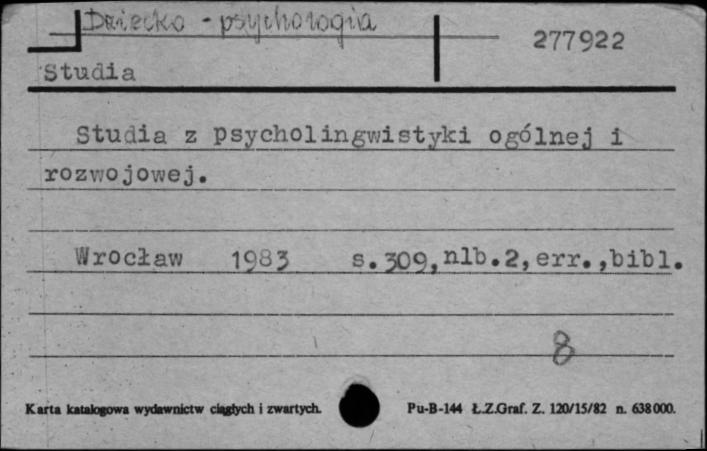 Dziecko - psychologia
277922
Studia
Studia z psycholingwistyki ogólnej i
rozwojowej.
Wrocław 1983 s.309,nlb.2,err.,bibl.
8
Karta katalogowa wydawnictw ciągłych i zwartych. Pu-B-144 Ł.Z.Graf. Z. 120/15/82 n. 638000.